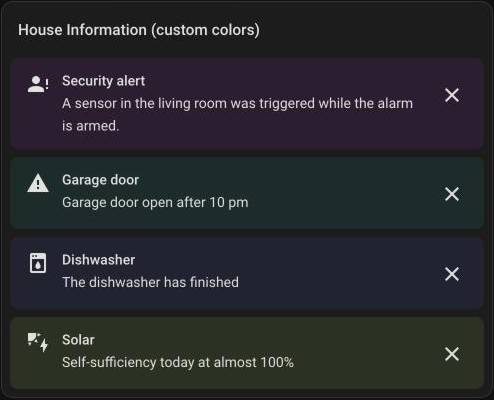 House Information (custom colors)
Security alert
A sensor in the living room was triggered while the alarm
is armed.
Garage door
Garage door open after 10 pm
Dishwasher
The dishwasher has finished
Solar
Self-sufficiency today at almost 100%